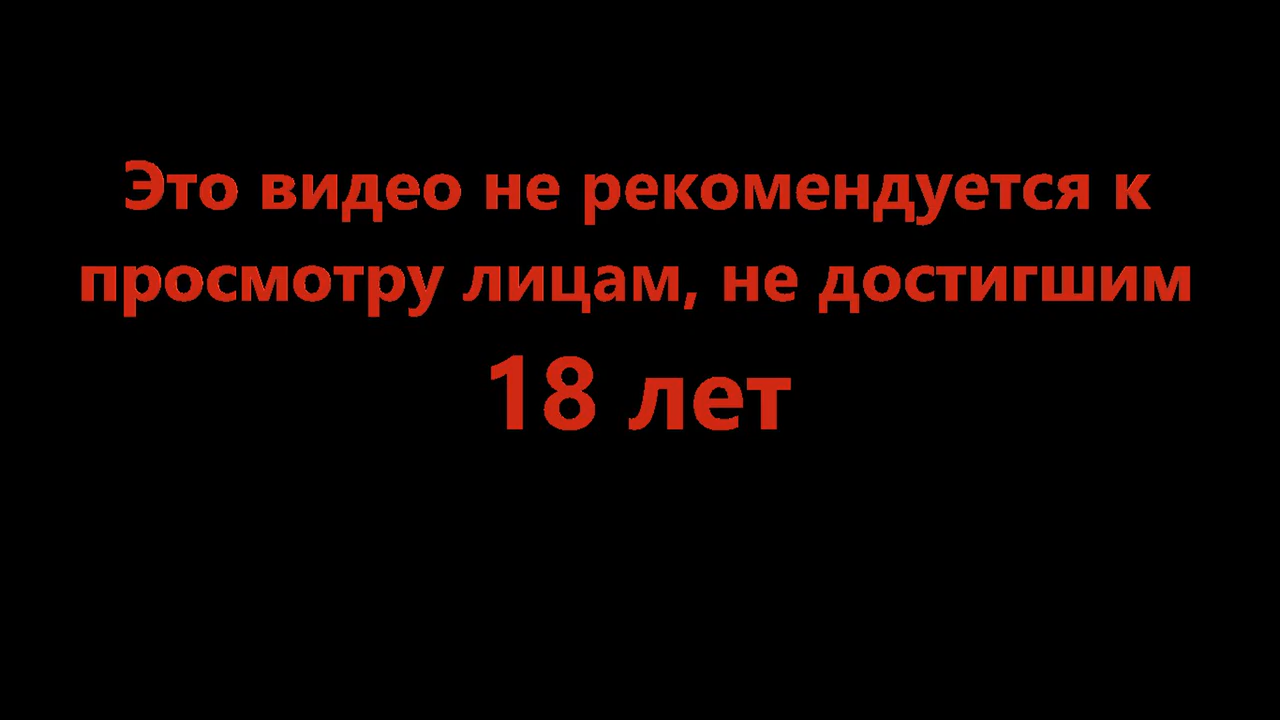 Это видео не рекомендуется к
просмотру лицам, не достигшим
18 лет